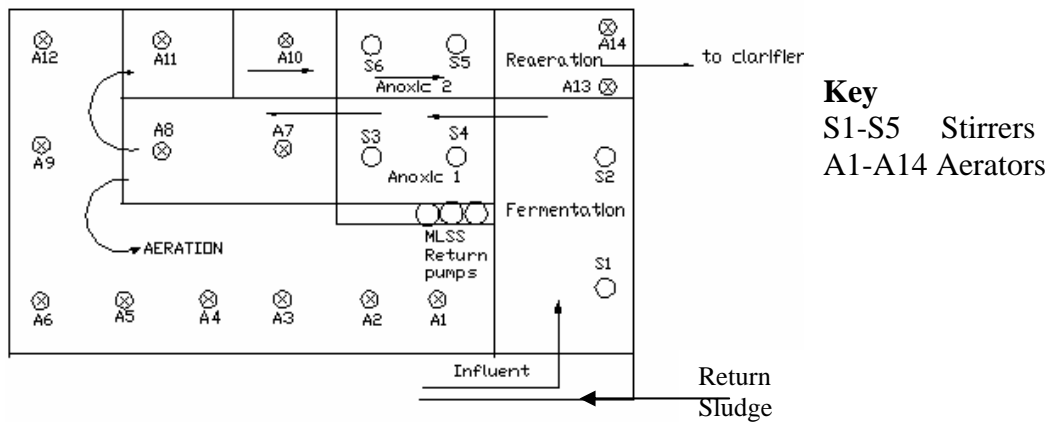 A12
A11
A10
S6
S5
Anoxic 2
Reaeration
A14
A13
to clarifier
A9
A8
A7
S3
S4
Anoxic 1
S2
Fermentation
MLSS
Return
pumps
AERATION
S1
A6
A5
A4
A3
A2
A1
Influent
Return
Sludge
Key
S1-S5 Stirrers
A1-A14 Aerators